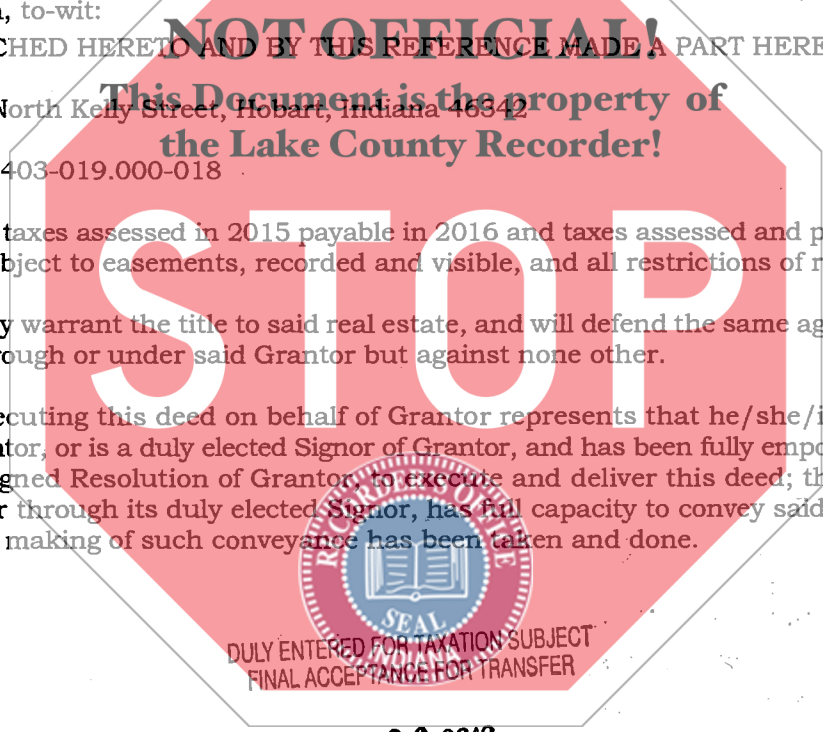 , to-wit:
CHED HERETO AND BY THIS REFERENCE MADE A PART HERE
NOT OFFICIAL!
This Document is the property of
the Lake County Recorder!
North Kelly Street, Hobart, Indiana 46342
403-019.000-018
taxes assessed in 2015 payable in 2016 and taxes assessed and p
bject to easements, recorded and visible, and all restrictions of r
STOP
y warrant the title to said real estate, and will defend the same ag
ough or under said Grantor but against none other.
ecuting this deed on behalf of Grantor represents that he/she/i
ntor, or is a duly elected Signor of Grantor, and has been fully empo
gned Resolution of Grantor, to execute and deliver this deed; th
r through its duly elected Signor, has full capacity to convey said
making of such conveyance has been taken and done.
RECORDER'S OFFICE
SEAL
INDIANA
DULY ENTERED FOR TAXATION SUBJECT
FINAL ACCEPTANCE FOR TRANSFER